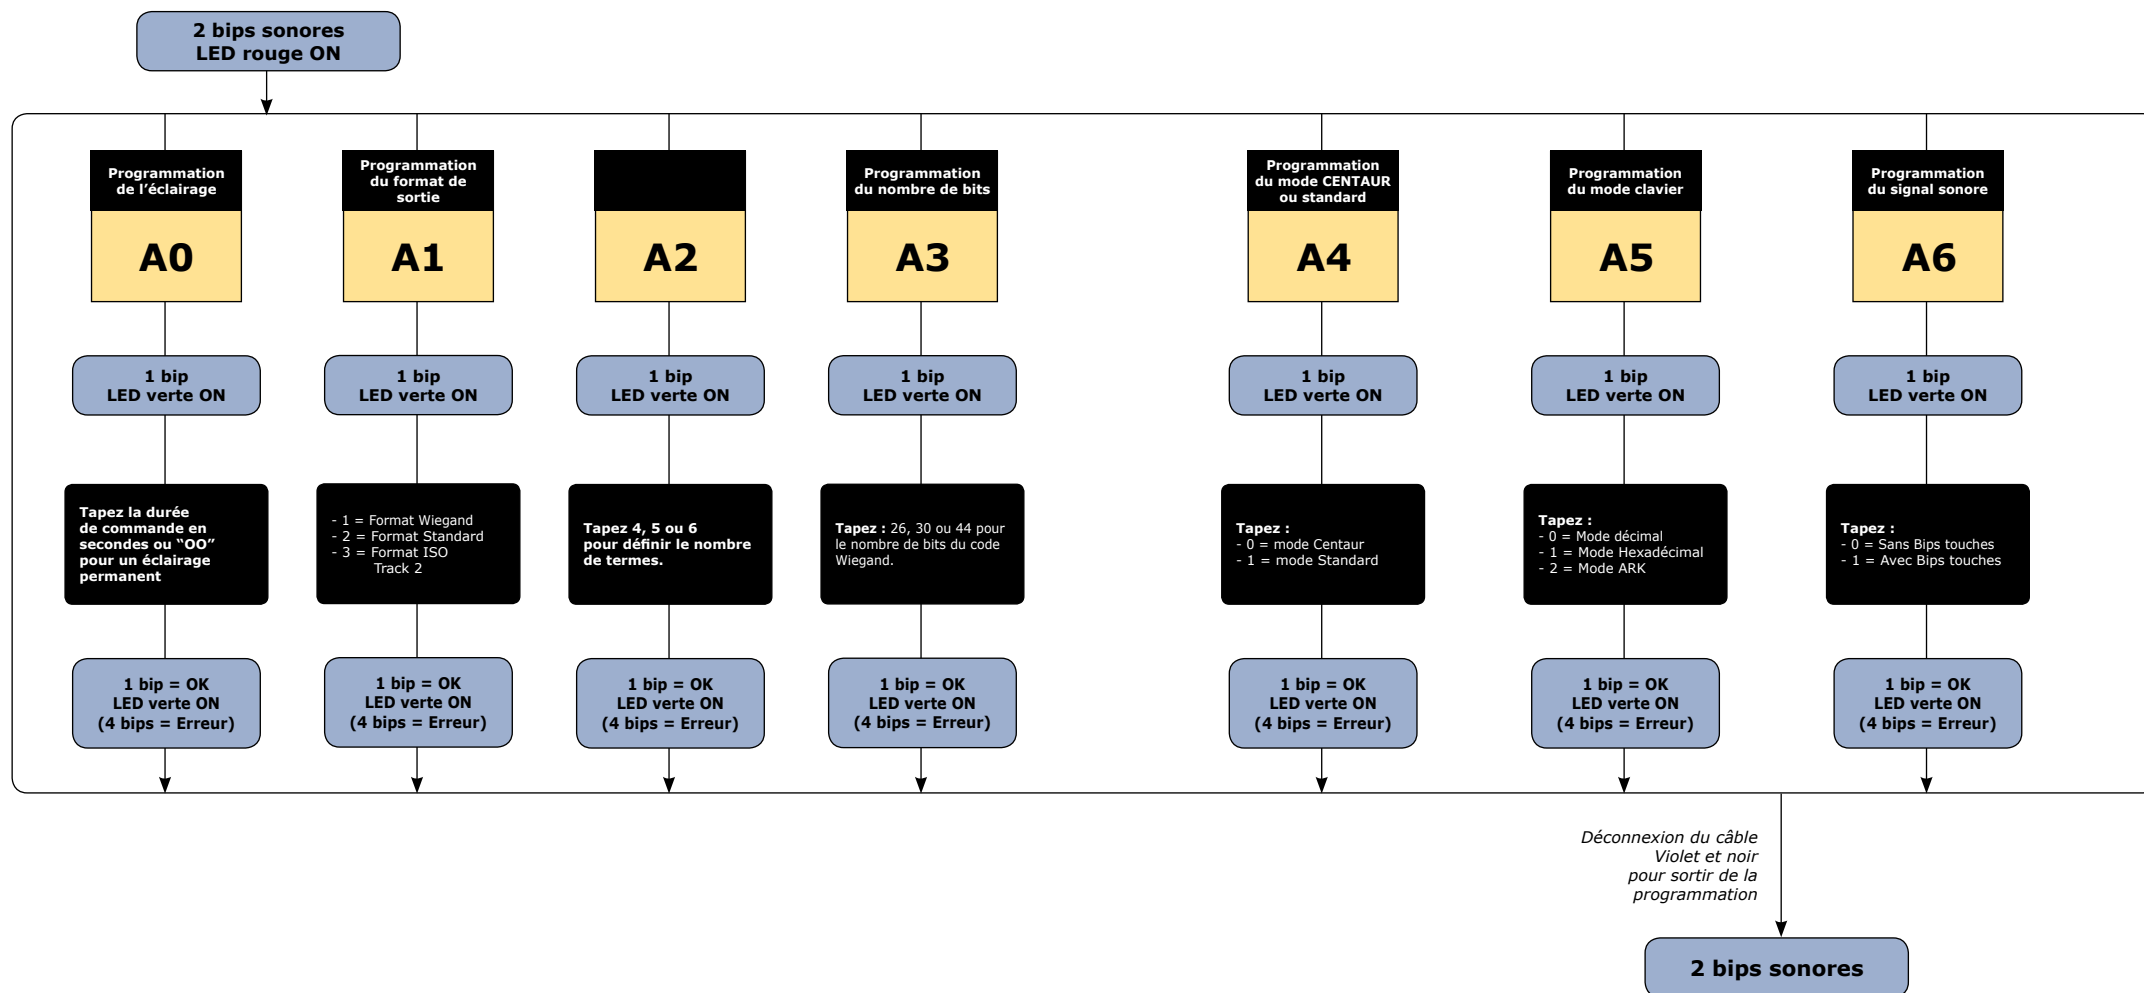 2 bips sonores
LED rouge ON
Programmation
de l'éclairage
A0
1 bip
LED verte ON
Tapez la durée
de commande en
secondes ou “OO”
pour un éclairage
permanent
1 bip = OK
LED verte ON
(4 bips = Erreur)
Programmation
du format de
sortie
A1
1 bip
LED verte ON
- 1 = Format Wiegand
- 2 = Format Standard
- 3 = Format ISO
Track 2
1 bip = OK
LED verte ON
(4 bips = Erreur)
A2
1 bip
LED verte ON
Tapez 4, 5 ou 6
pour définir le nombre
de termes.
1 bip = OK
LED verte ON
(4 bips = Erreur)
Programmation
du nombre de bits
A3
1 bip
LED verte ON
Tapez : 26, 30 ou 44 pour
le nombre de bits du code
Wiegand.
1 bip = OK
LED verte ON
(4 bips = Erreur)
Programmation
du mode CENTAUR
ou standard
A4
1 bip
LED verte ON
Tapez :
- 0 = mode Centaur
- 1 = mode Standard
1 bip = OK
LED verte ON
(4 bips = Erreur)
Programmation
du mode clavier
A5
1 bip
LED verte ON
Tapez :
- 0 = Mode décimal
- 1 = Mode Hexadécimal
- 2 = Mode ARK
1 bip = OK
LED verte ON
(4 bips = Erreur)
Programmation
du signal sonore
A6
1 bip
LED verte ON
Tapez :
- 0 = Sans Bips touches
- 1 = Avec Bips touches
1 bip = OK
LED verte ON
(4 bips = Erreur)
Déconnexion du câble
Violet et noir
pour sortir de la
programmation
2 bips sonores